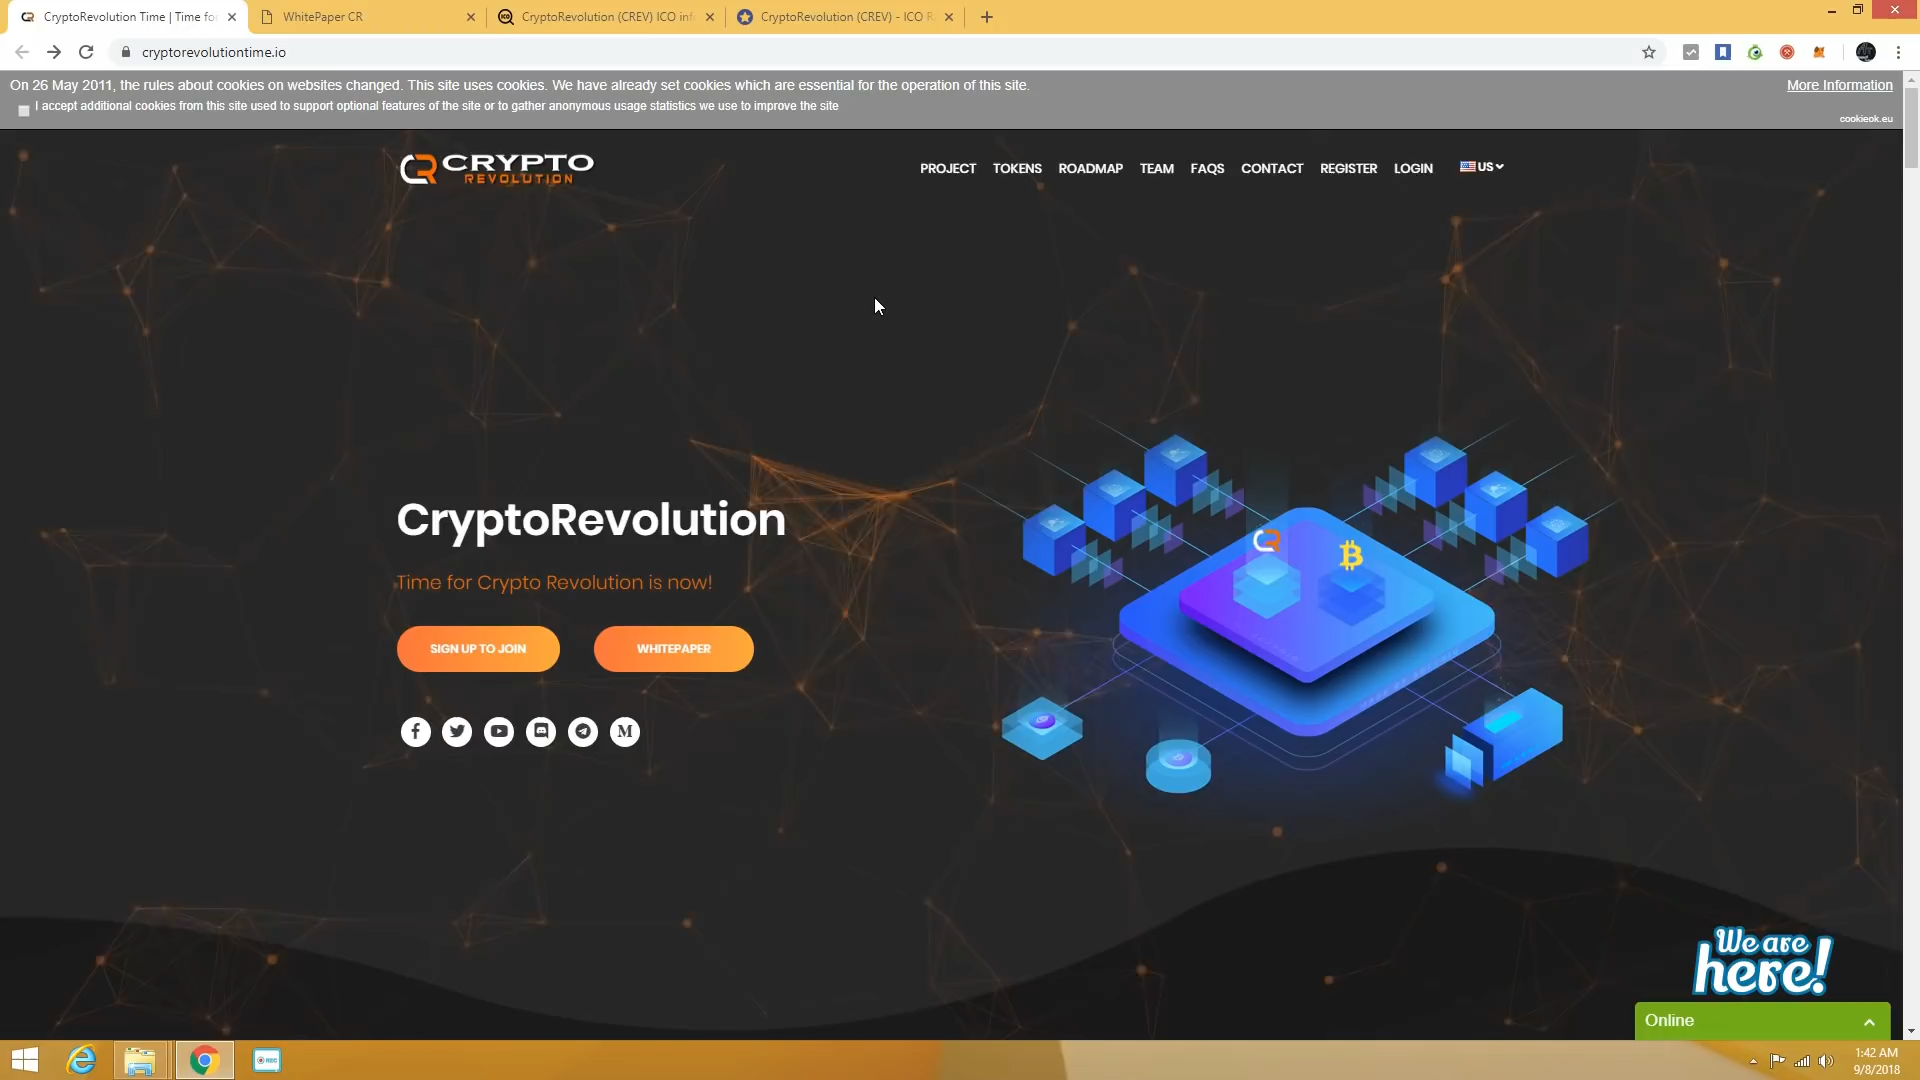 CryptoRevolution Time | Time for
WhitePaper CR
CryptoRevolution (CREV) ICO inf
CryptoRevolution (CREV) - ICO R
cryptorevolutiontime.io
On 26 May 2011, the rules about cookies on websites changed. This site uses cookies. We have already set cookies which are essential for the operation of this site.
More Information
I accept additional cookies from this site used to support optional features of the site or to gather anonymous usage statistics we use to improve the site
cookieok.eu
CR CRYPTO
REVOLUTION
PROJECT TOKENS ROADMAP TEAM FAQS CONTACT REGISTER LOGIN US
CryptoRevolution
Time for Crypto Revolution is now!
SIGN UP TO JOIN
WHITEPAPER
We are
here!
Online
REC
1:42 AM
9/8/2018